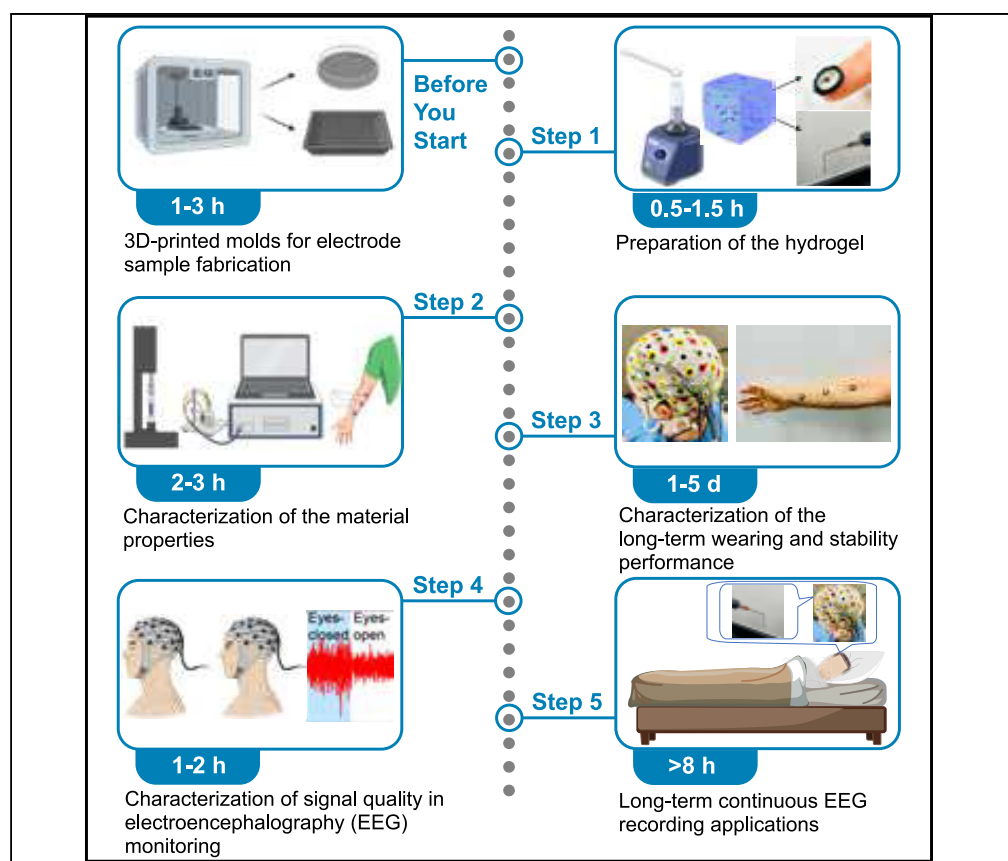 Before
You
Start
1-3 h
3D-printed molds for electrode
sample fabrication
Step 1
0.5-1.5 h
Preparation of the hydrogel
Step 2
2-3 h
Characterization of the material
properties
Step 3
1-5 d
Characterization of the
long-term wearing and stability
performance
Step 4
Eyes- Eyes-
closed open
1-2 h
Characterization of signal quality in
electroencephalography (EEG)
monitoring
Step 5
>8 h
Long-term continuous EEG
recording applications